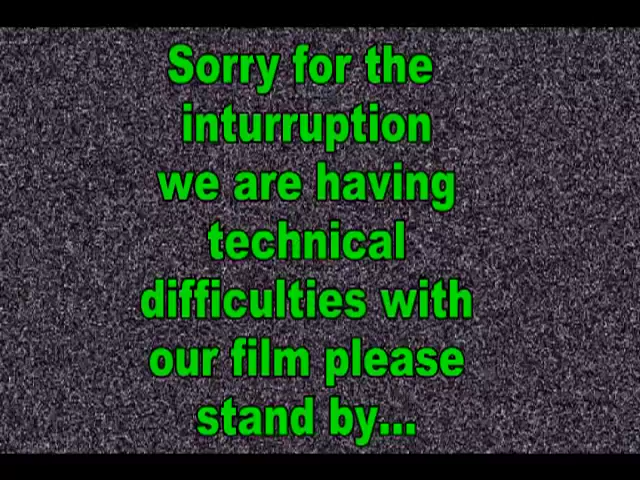 Sorry for the
inturruption
we are having
technical
difficulties with
our film please
stand by...